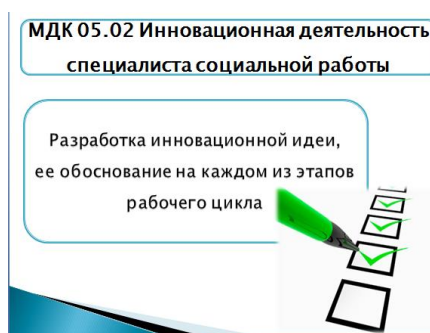 МДК 05.02 Инновационная деятельность
специалиста социальной работы
Разработка инновационной идеи,
ее обоснование на каждом из этапов
рабочего цикла